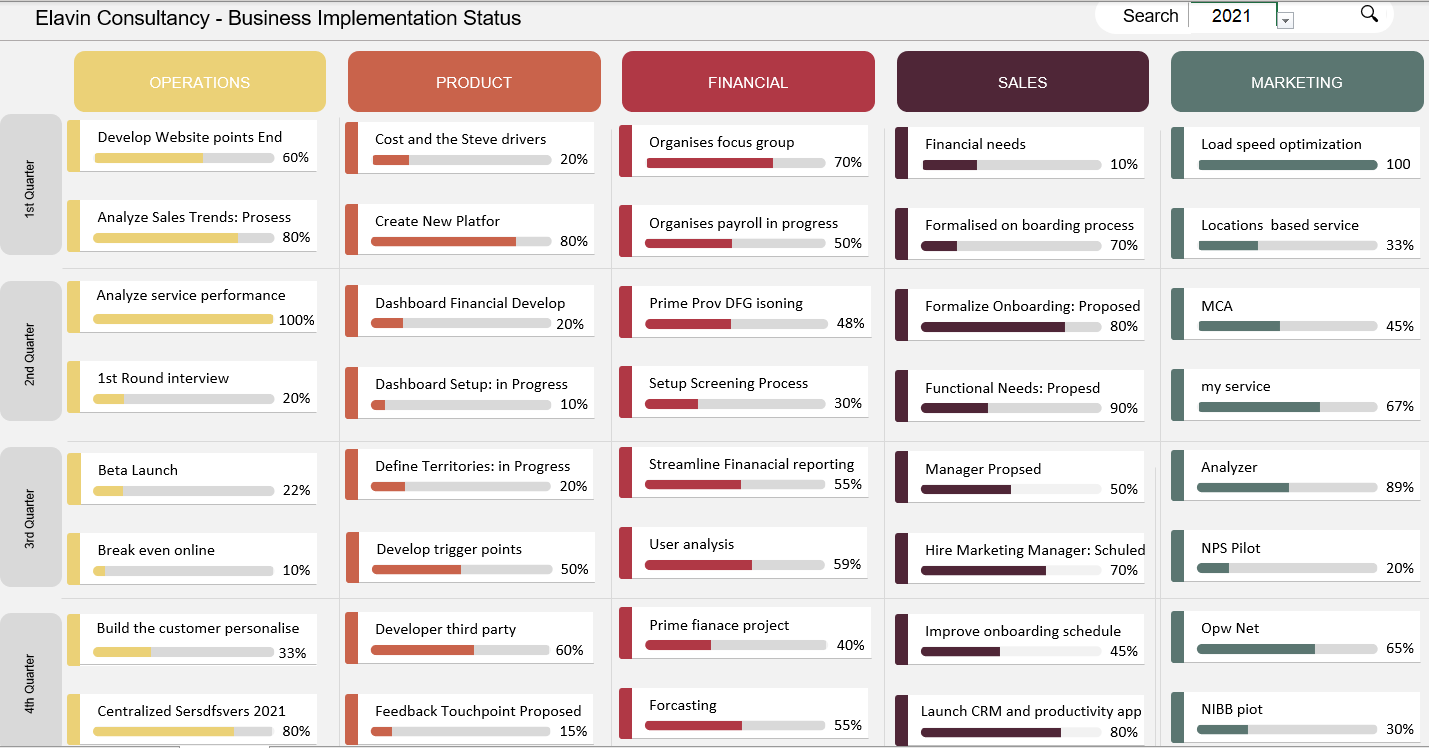 Elavin Consultancy - Business Implementation Status
Search 2021
OPERATIONS PRODUCT FINANCIAL SALES MARKETING
1st Quarter
Develop Website points End
60%
Cost and the Steve drivers
20%
Organises focus group
70%
Financial needs
10%
Load speed optimization
100
Analyze Sales Trends: Prosess
80%
Create New Platfor
80%
Organises payroll in progress
50%
Formalised on boarding process
70%
Locations  based service
33%
2nd Quarter
Analyze service performance
100%
Dashboard Financial Develop
20%
Prime Prov DFG isoning
48%
Formalize Onboarding: Proposed
80%
MCA
45%
1st Round interview
20%
Dashboard Setup: in Progress
10%
Setup Screening Process
30%
Functional Needs: Propesd
90%
my service
67%
3rd Quarter
Beta Launch
22%
Define Territories: in Progress
20%
Streamline Finanacial reporting
55%
Manager Propsed
50%
Analyzer
89%
Break even online
10%
Develop trigger points
50%
User analysis
59%
Hire Marketing Manager: Schuled
70%
NPS Pilot
20%
4th Quarter
Build the customer personalise
33%
Developer third party
60%
Prime fianace project
40%
Improve onboarding schedule
45%
Opw Net
65%
Centralized Sersdfsvers 2021
80%
Feedback Touchpoint Proposed
15%
Forcasting
55%
Launch CRM and productivity app
80%
NIBB piot
30%